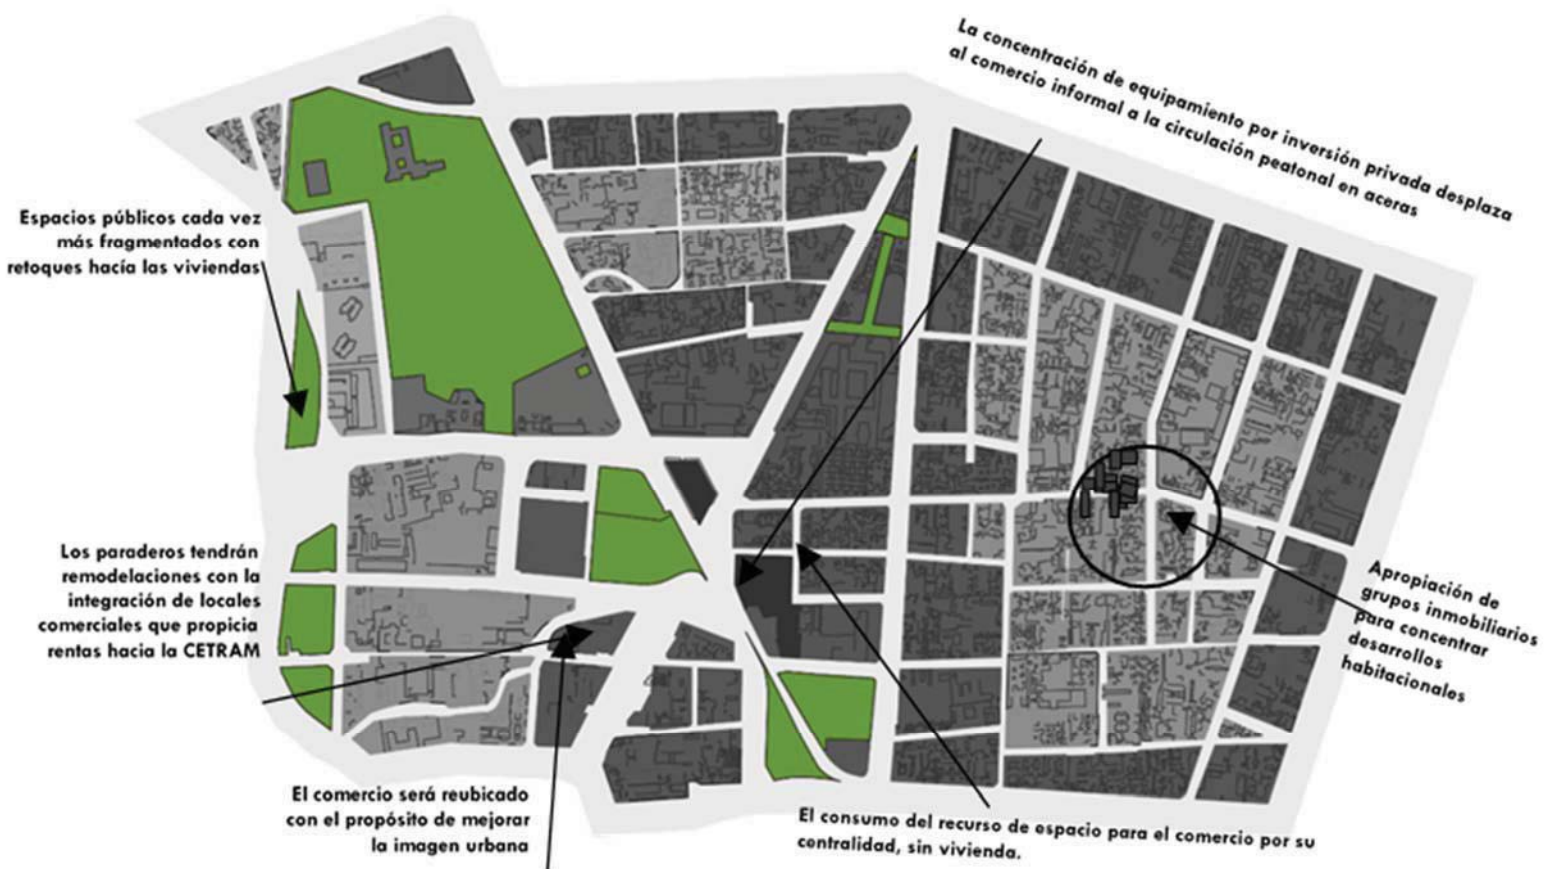 La concentración de equipamiento por inversión privada desplaza
al comercio informal a la circulación peatonal en aceras
Espacios públicos cada vez
más fragmentados con
retoques hacía las viviendas
Los paraderos tendrán
remodelaciones con la
integración de locales
comerciales que propicia
rentas hacia la CETRAM
Apropiación de
grupos inmobiliarios
para concentrar
desarrollos
habitacionales
El comercio será reubicado
con el propósito de mejorar
la imagen urbana
El consumo del recurso de espacio para el comercio por su
centralidad, sin vivienda.